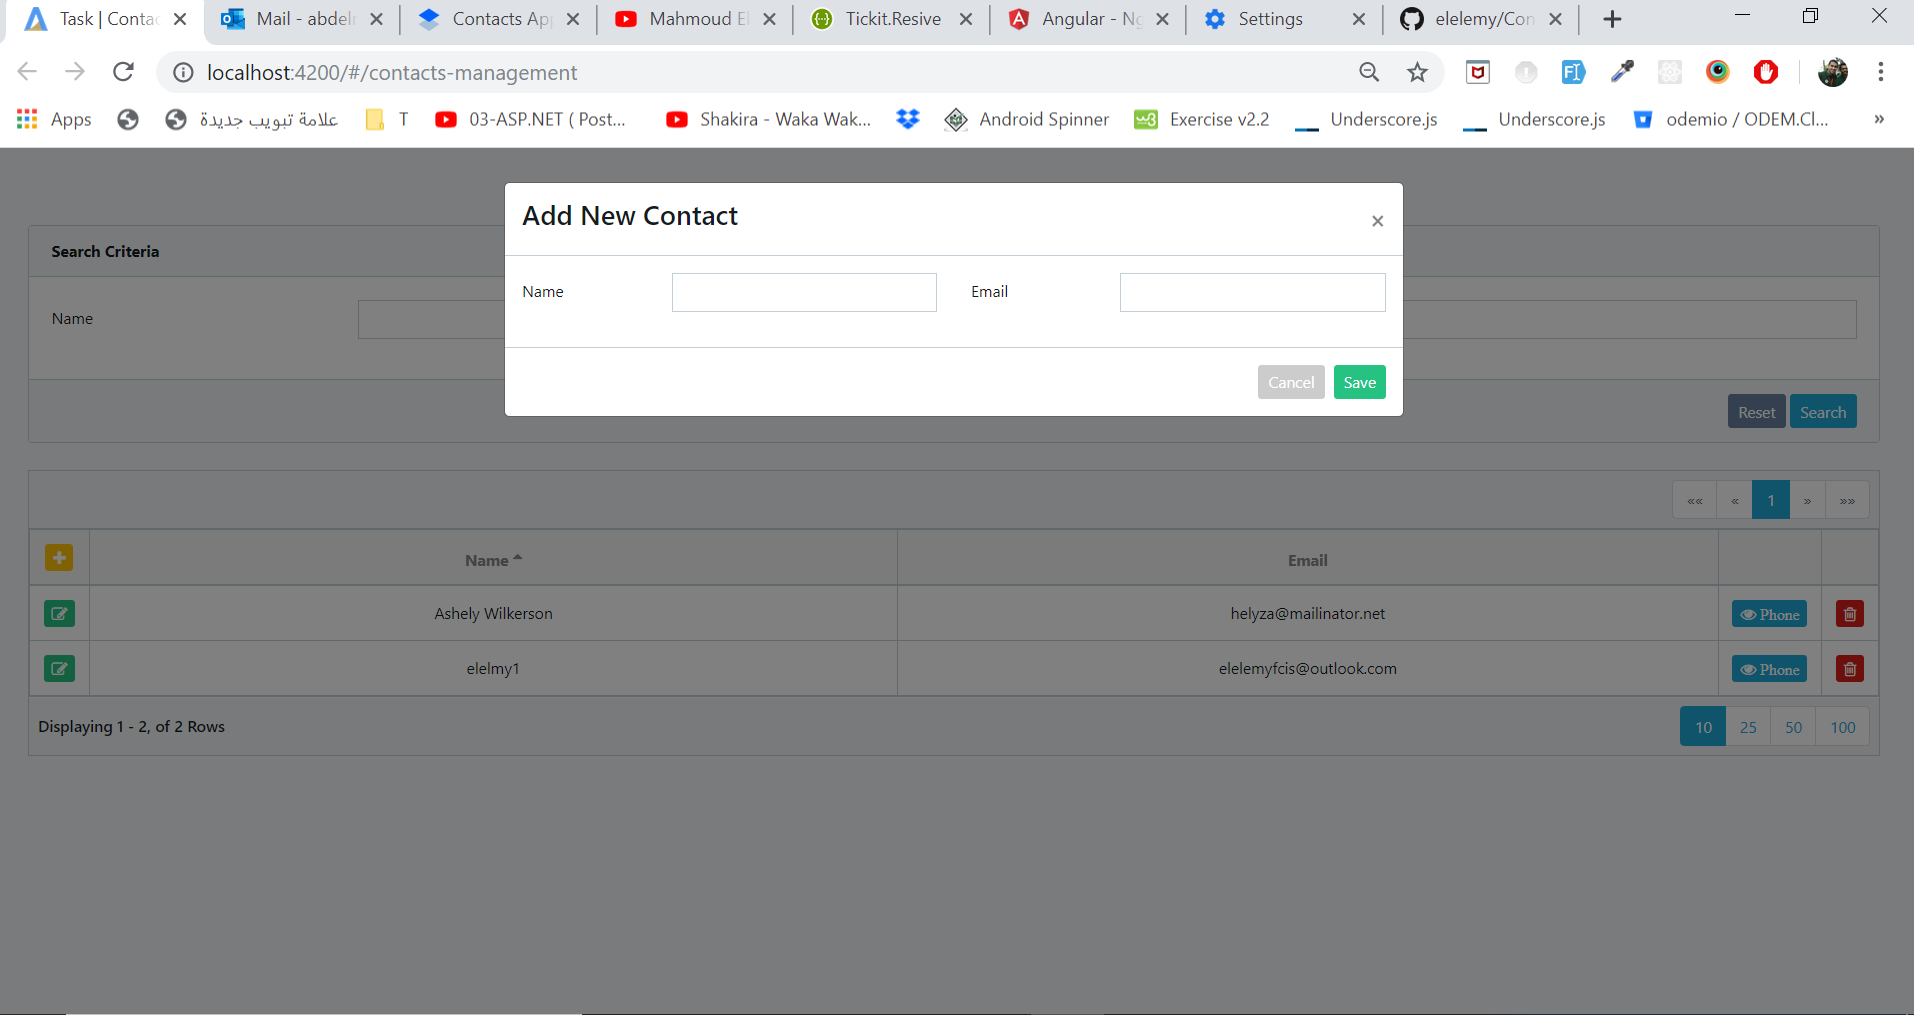 Task | Contac
Mail - abdelr
Contacts App
Mahmoud El
Tickit.Resive
Angular - Ng
Settings
elelemy/Con
localhost:4200/#/contacts-management
Apps
علامة تبويب جديدة
T
03-ASP.NET ( Post...
Shakira - Waka Wak...
Android Spinner
Exercise v2.2
Underscore.js
Underscore.js
odemio / ODEM.Cl...
»
Add New Contact
×
Name
Email
Cancel
Save
Search Criteria
Name
Reset
Search
«« « 1 » »»
Name
Email
Ashely Wilkerson
helyza@mailinator.net
Phone
elelmy1
elelemyfcis@outlook.com
Phone
Displaying 1 - 2, of 2 Rows
10 25 50 100